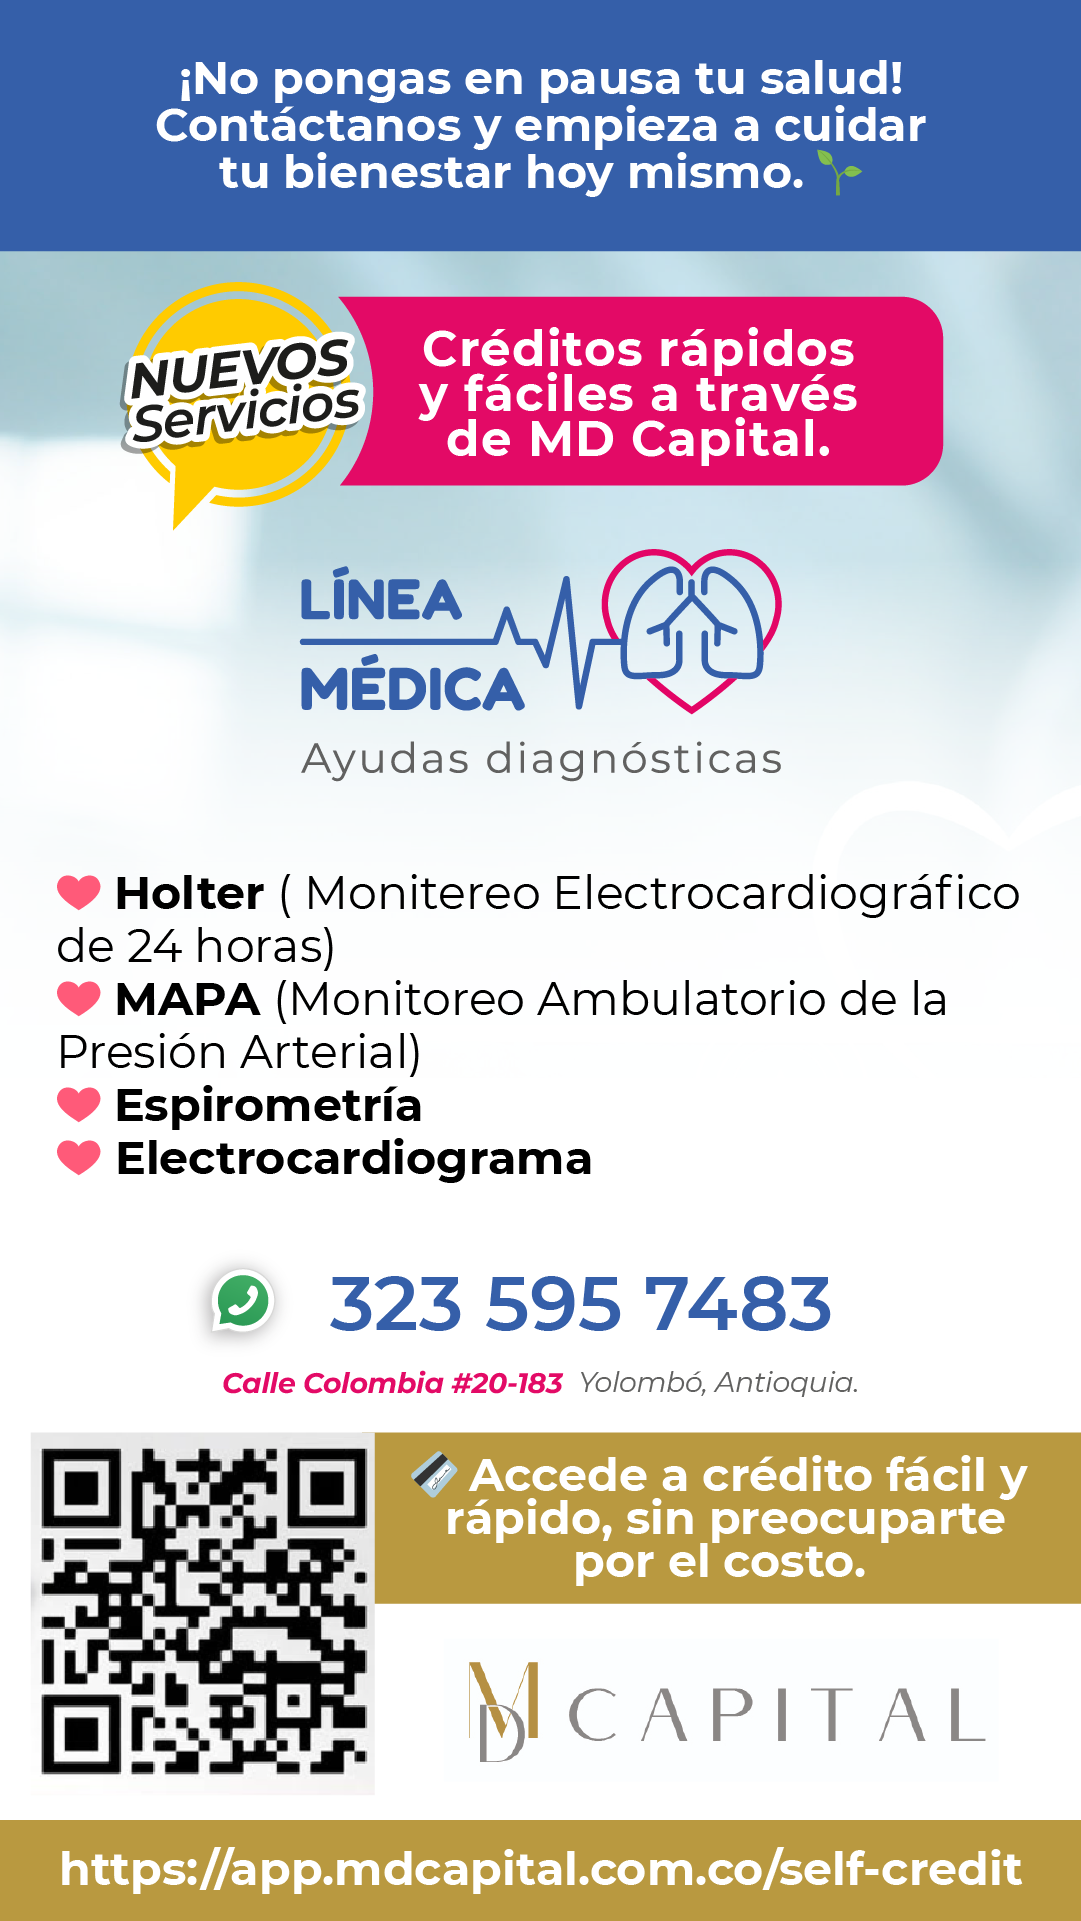 ¡No pongas en pausa tu salud!
Contáctanos y empieza a cuidar
tu bienestar hoy mismo.
NUEVOS
Servicios
Créditos rápidos
y fáciles a través
de MD Capital.
LÍNEA
MÉDICA
Ayudas diagnósticas
Holter ( Monitereo Electrocardiográfico
de 24 horas)
MAPA (Monitoreo Ambulatorio de la
Presión Arterial)
Espirometría
Electrocardiograma
323 595 7483
Calle Colombia #20-183 Yolombó, Antioquia.
Accede a crédito fácil y
rápido, sin preocuparte
por el costo.
MD CAPITAL
https://app.mdcapital.com.co/self-credit